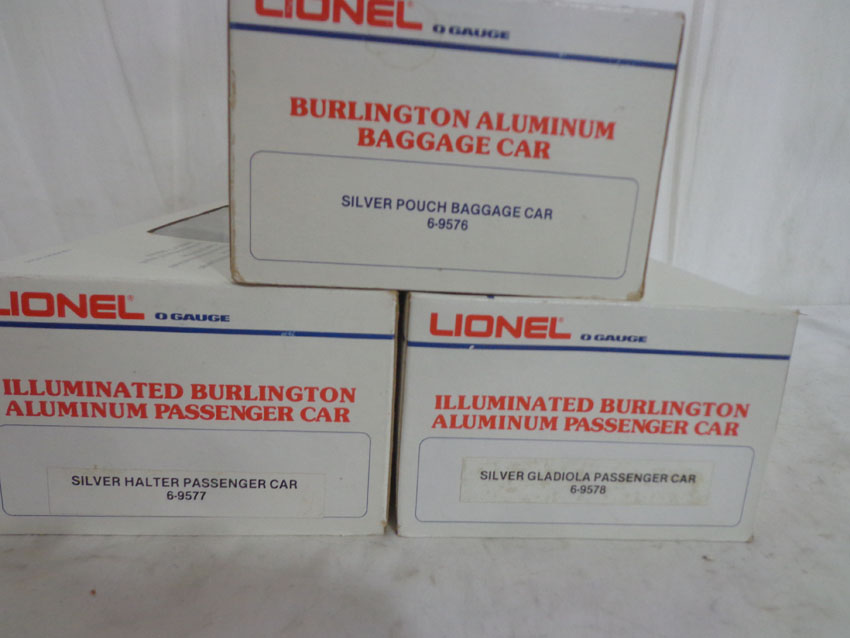 LIONEL O GAUGE
BURLINGTON ALUMINUM
BAGGAGE CAR
SILVER POUCH BAGGAGE CAR
6-9576
LIONEL O GAUGE
ILLUMINATED BURLINGTON
ALUMINUM PASSENGER CAR
SILVER HALTER PASSENGER CAR
6-9577
LIONEL O GAUGE
ILLUMINATED BURLINGTON
ALUMINUM PASSENGER CAR
SILVER GLADIOLA PASSENGER CAR
6-9578